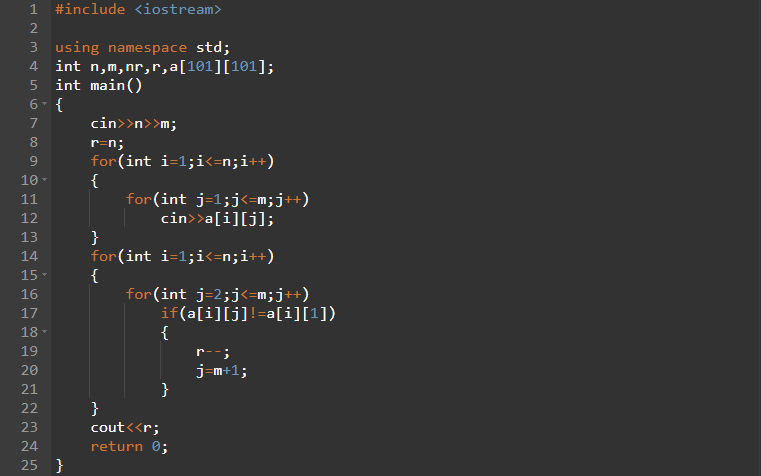 1 #include <iostream>
2
3 using namespace std;
4 int n,m,nr,r,a[101][101];
5 int main()
6 {
7     cin>>n>>m;
8     r=n;
9     for(int i=1;i<=n;i++)
10     {
11         for(int j=1;j<=m;j++)
12             cin>>a[i][j];
13     }
14     for(int i=1;i<=n;i++)
15     {
16         for(int j=2;j<=m;j++)
17             if(a[i][j]!=a[i][1])
18             {
19                 r--;
20                 j=m+1;
21             }
22     }
23     cout<<r;
24     return 0;
25 }